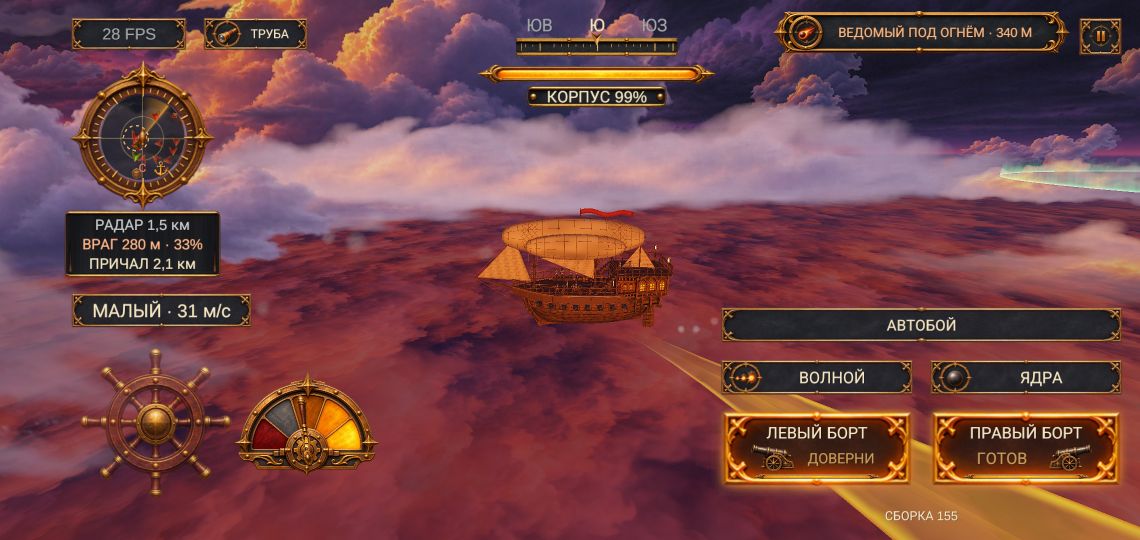 28 FPS
ТРУБА
ЮВ Ю ЮЗ
ВЕДОМЫЙ ПОД ОГНЁМ · 340 М
КОРПУС 99%
С
РАДАР 1,5 км
ВРАГ 280 м · 33%
ПРИЧАЛ 2,1 км
МАЛЫЙ · 31 м/с
АВТОБОЙ
ВОЛНОЙ
ЯДРА
ЛЕВЫЙ БОРТ
ДОВЕРНИ
ПРАВЫЙ БОРТ
ГОТОВ
СБОРКА 155